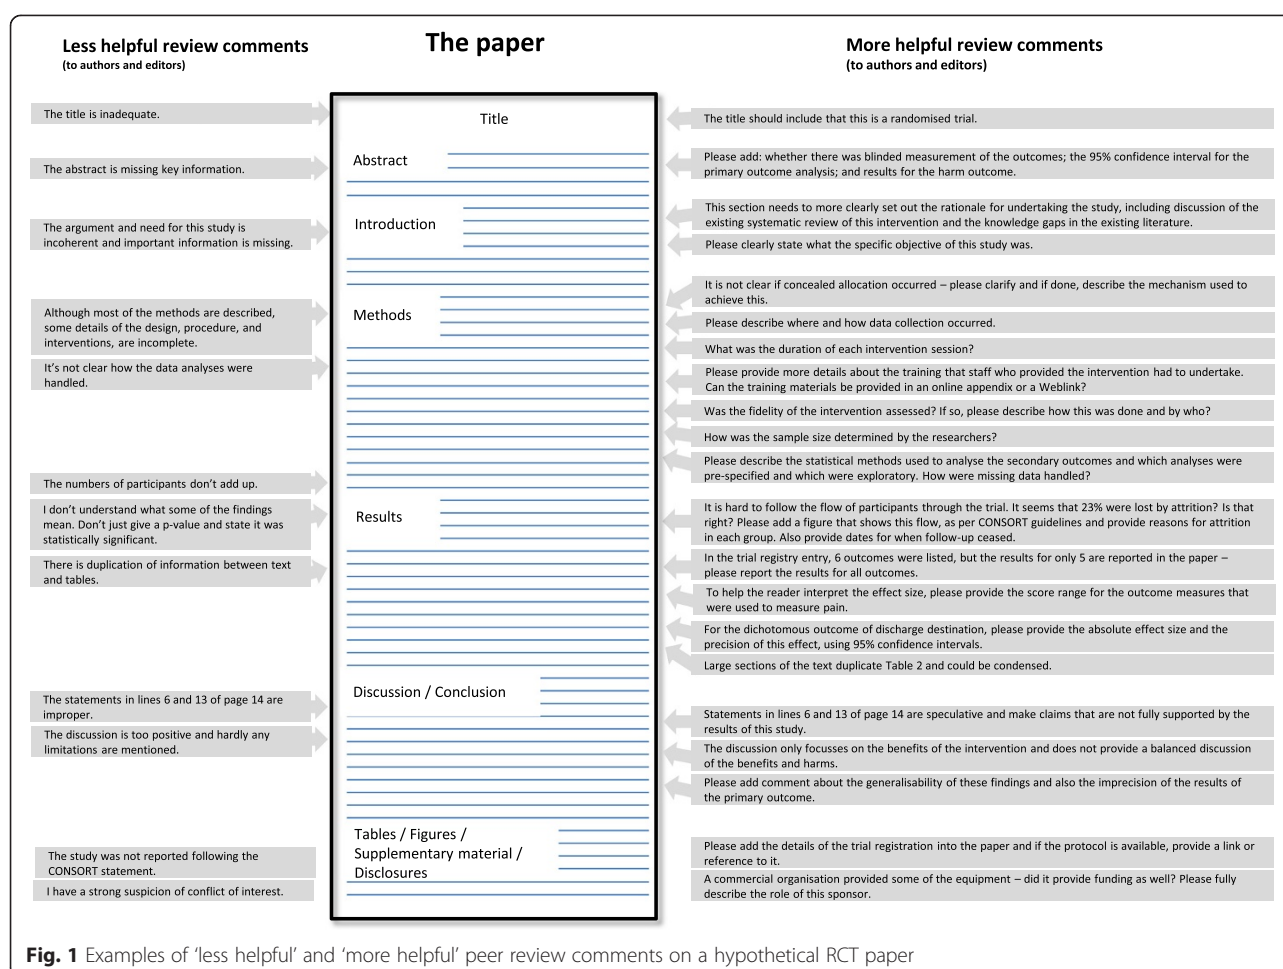 Less helpful review comments
(to authors and editors)
The paper
More helpful review comments
(to authors and editors)
The title is inadequate.
The abstract is missing key information.
The argument and need for this study is
incoherent and important information is missing.
Although most of the methods are described,
some details of the design, procedure, and
interventions, are incomplete.
It's not clear how the data analyses were
handled.
The numbers of participants don't add up.
I don't understand what some of the findings
mean. Don't just give a p-value and state it was
statistically significant.
There is duplication of information between text
and tables.
The statements in lines 6 and 13 of page 14 are
improper.
The discussion is too positive and hardly any
limitations are mentioned.
The study was not reported following the
CONSORT statement.
I have a strong suspicion of conflict of interest.
Title
Abstract
Introduction
Methods
Results
Discussion / Conclusion
Tables / Figures /
Supplementary material /
Disclosures
The title should include that this is a randomised trial.
Please add: whether there was blinded measurement of the outcomes; the 95% confidence interval for the
primary outcome analysis; and results for the harm outcome.
This section needs to more clearly set out the rationale for undertaking the study, including discussion of the
existing systematic review of this intervention and the knowledge gaps in the existing literature.
Please clearly state what the specific objective of this study was.
It is not clear if concealed allocation occurred – please clarify and if done, describe the mechanism used to
achieve this.
Please describe where and how data collection occurred.
What was the duration of each intervention session?
Please provide more details about the training that staff who provided the intervention had to undertake.
Can the training materials be provided in an online appendix or a Weblink?
Was the fidelity of the intervention assessed? If so, please describe how this was done and by who?
How was the sample size determined by the researchers?
Please describe the statistical methods used to analyse the secondary outcomes and which analyses were
pre-specified and which were exploratory. How were missing data handled?
It is hard to follow the flow of participants through the trial. It seems that 23% were lost by attrition? Is that
right? Please add a figure that shows this flow, as per CONSORT guidelines and provide reasons for attrition
in each group. Also provide dates for when follow-up ceased.
In the trial registry entry, 6 outcomes were listed, but the results for only 5 are reported in the paper –
please report the results for all outcomes.
To help the reader interpret the effect size, please provide the score range for the outcome measures that
were used to measure pain.
For the dichotomous outcome of discharge destination, please provide the absolute effect size and the
precision of this effect, using 95% confidence intervals.
Large sections of the text duplicate Table 2 and could be condensed.
Statements in lines 6 and 13 of page 14 are speculative and make claims that are not fully supported by the
results of this study.
The discussion only focusses on the benefits of the intervention and does not provide a balanced discussion
of the benefits and harms.
Please add comment about the generalisability of these findings and also the imprecision of the results of
the primary outcome.
Please add the details of the trial registration into the paper and if the protocol is available, provide a link or
reference to it.
A commercial organisation provided some of the equipment – did it provide funding as well? Please fully
describe the role of this sponsor.
Fig. 1 Examples of 'less helpful' and 'more helpful' peer review comments on a hypothetical RCT paper